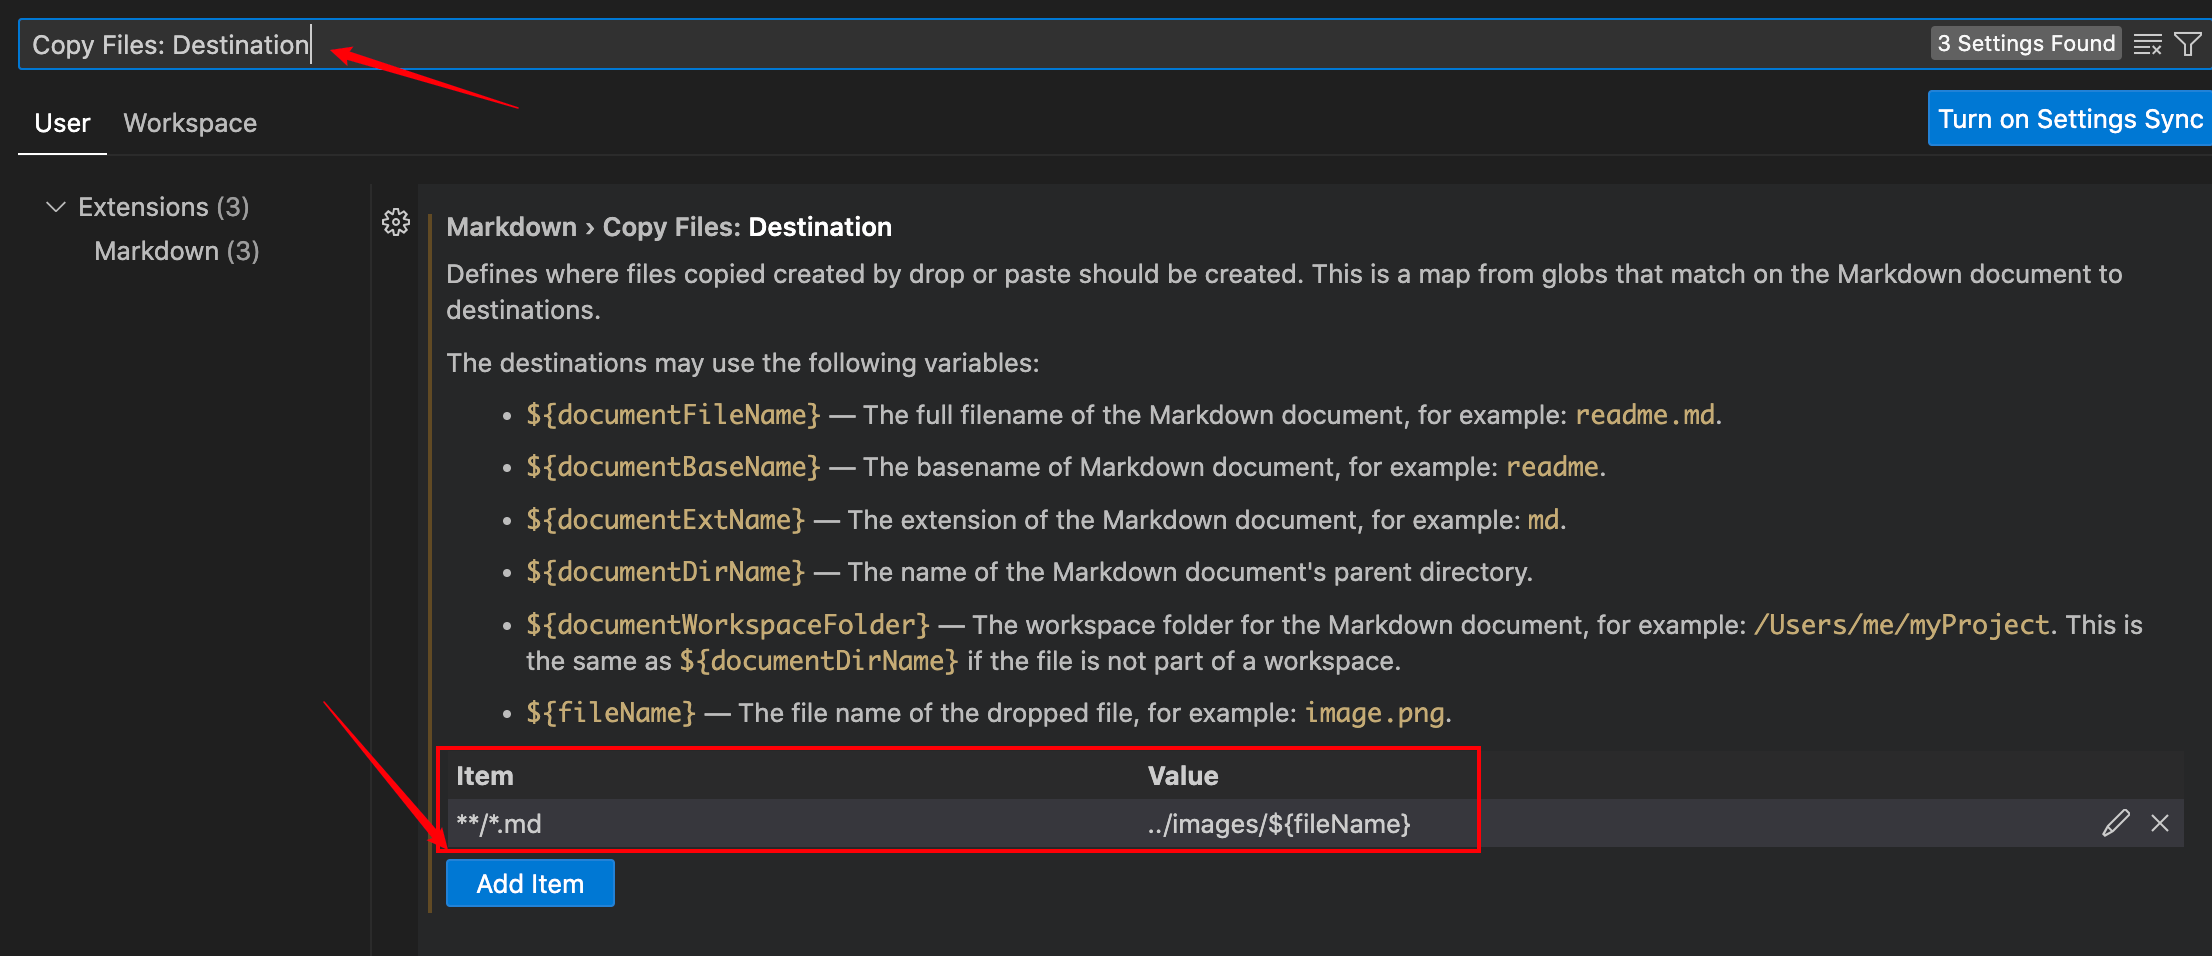 Copy Files: Destination
3 Settings Found
User Workspace
Turn on Settings Sync
Extensions (3)
Markdown (3)
Markdown › Copy Files: Destination
Defines where files copied created by drop or paste should be created. This is a map from globs that match on the Markdown document to
destinations.
The destinations may use the following variables:
• ${documentFileName} — The full filename of the Markdown document, for example: readme.md.
• ${documentBaseName} — The basename of Markdown document, for example: readme.
• ${documentExtName} — The extension of the Markdown document, for example: md.
• ${documentDirName} — The name of the Markdown document's parent directory.
• ${documentWorkspaceFolder} — The workspace folder for the Markdown document, for example: /Users/me/myProject. This is
the same as ${documentDirName} if the file is not part of a workspace.
• ${fileName} — The file name of the dropped file, for example: image.png.
Item Value
**/*.md ../images/${fileName}
Add Item